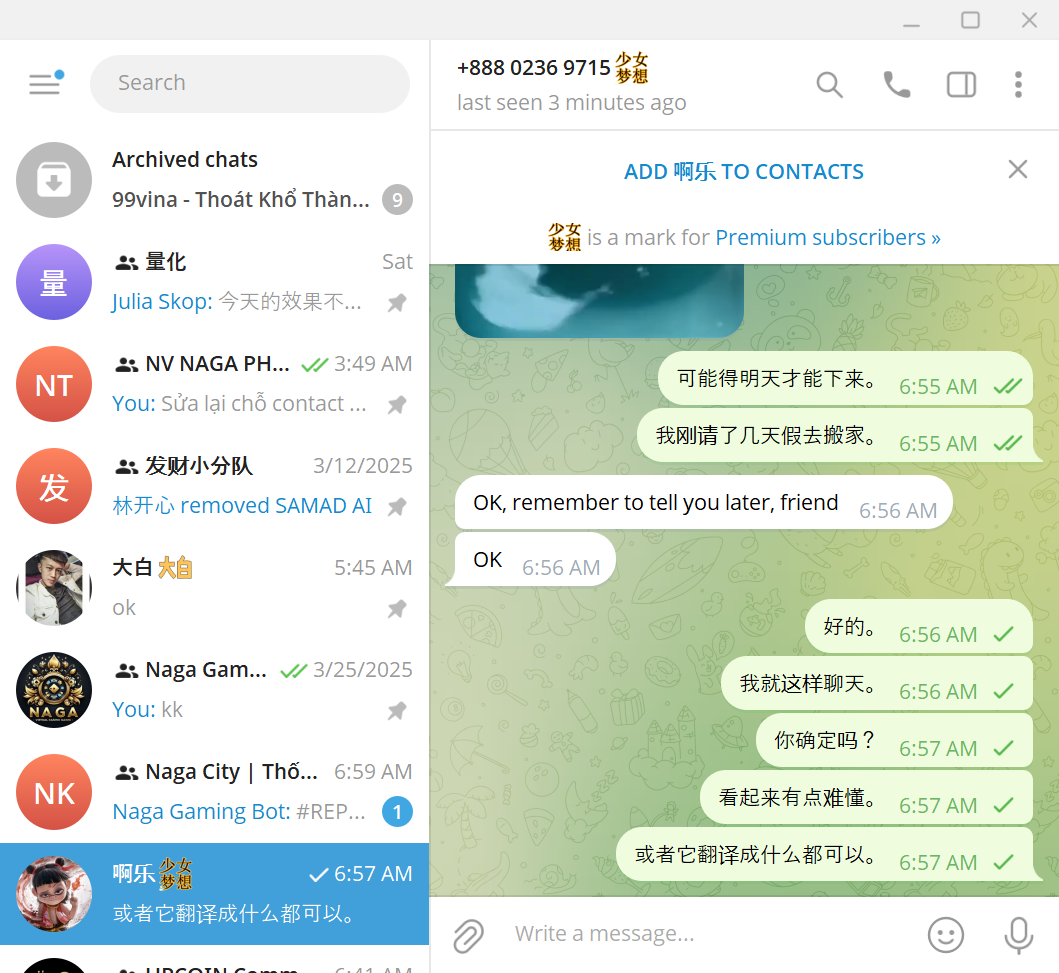 Search
Archived chats
99vina - Thoát Khổ Thàn...
9
量
量化
Sat
Julia Skop: 今天的效果不...
NT
NV NAGA PH...
3:49 AM
You: Sửa lại chỗ contact ...
发
发财小分队
3/12/2025
林开心 removed SAMAD AI
大白 大白
5:45 AM
ok
NAGA
Naga Gam...
3/25/2025
You: kk
NK
Naga City | Thố...
6:59 AM
Naga Gaming Bot: #REP...
1
啊乐 少女梦想
6:57 AM
或者它翻译成什么都可以。
+888 0236 9715 少女梦想
last seen 3 minutes ago
ADD 啊乐 TO CONTACTS
少女梦想 is a mark for Premium subscribers »
可能得明天才能下来。 6:55 AM
我刚请了几天假去搬家。 6:55 AM
OK, remember to tell you later, friend 6:56 AM
OK 6:56 AM
好的。 6:56 AM
我就这样聊天。 6:56 AM
你确定吗？ 6:57 AM
看起来有点难懂。 6:57 AM
或者它翻译成什么都可以。 6:57 AM
Write a message...